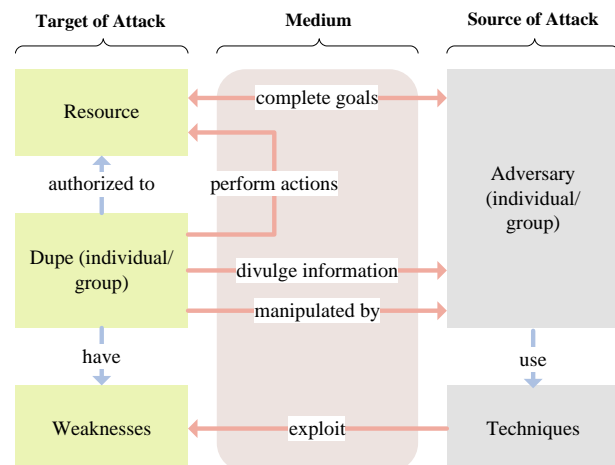 Target of Attack
Medium
Source of Attack
Resource
complete goals
Adversary
(individual/
group)
authorized to
perform actions
Dupe (individual/
group)
divulge information
manipulated by
have
use
Weaknesses
exploit
Techniques